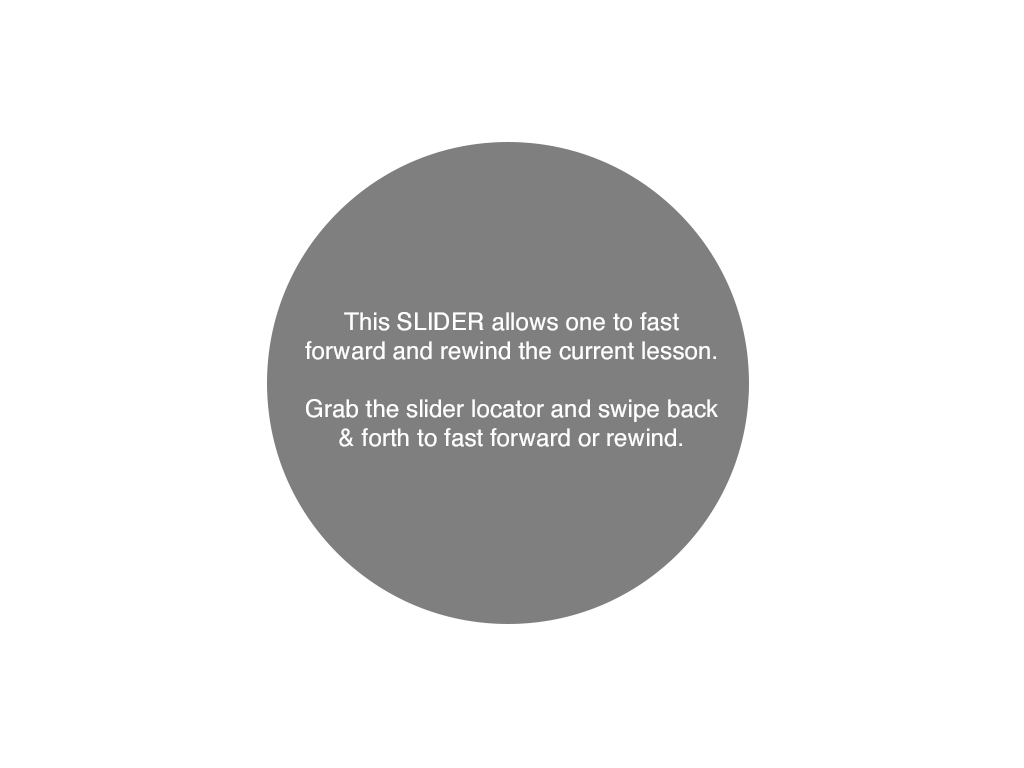 This SLIDER allows one to fast
forward and rewind the current lesson.
Grab the slider locator and swipe back
& forth to fast forward or rewind.